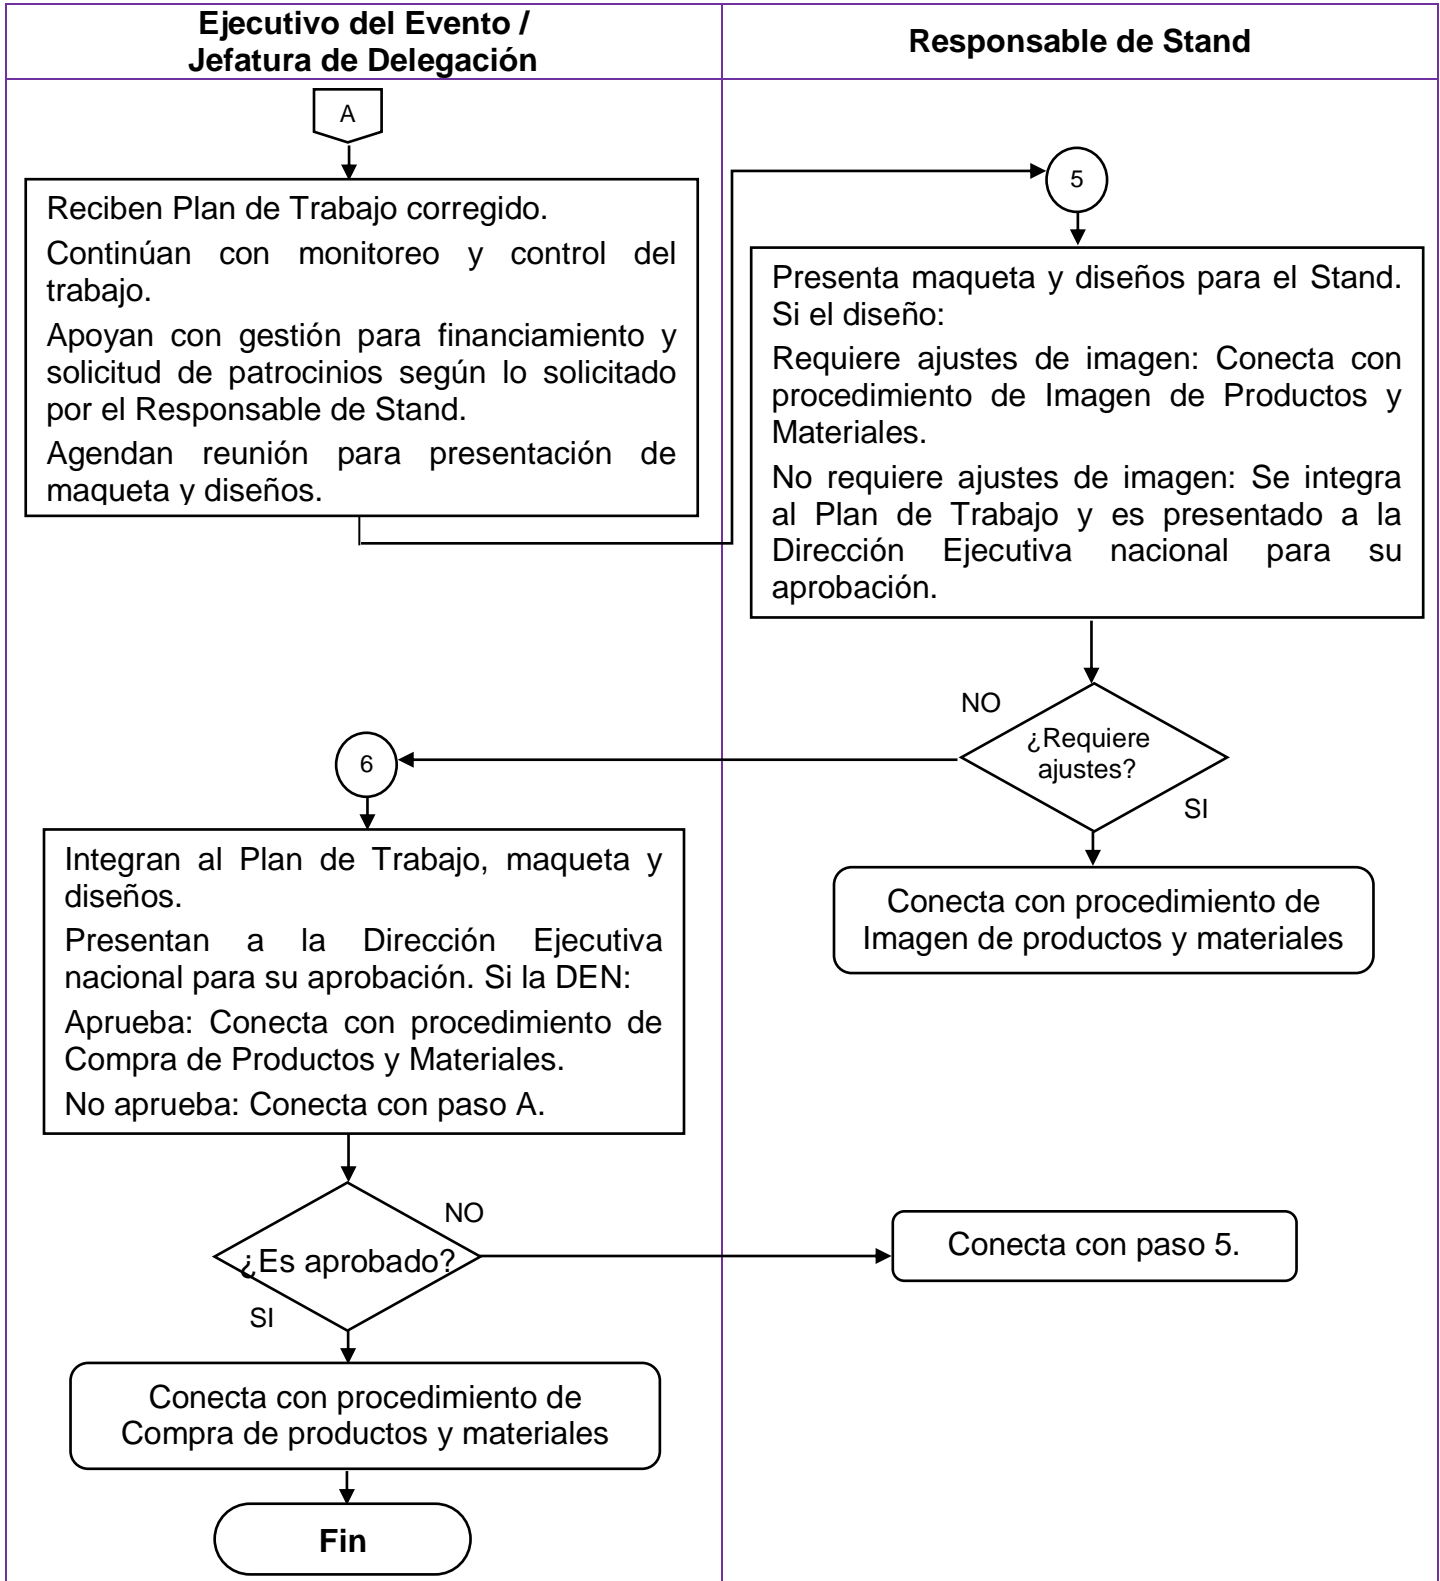 Ejecutivo del Evento /
Jefatura de Delegación
Responsable de Stand
A
Reciben Plan de Trabajo corregido.
Continúan con monitoreo y control del
trabajo.
Apoyan con gestión para financiamiento y
solicitud de patrocinios según lo solicitado
por el Responsable de Stand.
Agendan reunión para presentación de
maqueta y diseños.
5
Presenta maqueta y diseños para el Stand.
Si el diseño:
Requiere ajustes de imagen: Conecta con
procedimiento de Imagen de Productos y
Materiales.
No requiere ajustes de imagen: Se integra
al Plan de Trabajo y es presentado a la
Dirección Ejecutiva nacional para su
aprobación.
NO
¿Requiere
ajustes?
SI
Conecta con procedimiento de
Imagen de productos y materiales
6
Integran al Plan de Trabajo, maqueta y
diseños.
Presentan a la Dirección Ejecutiva
nacional para su aprobación. Si la DEN:
Aprueba: Conecta con procedimiento de
Compra de Productos y Materiales.
No aprueba: Conecta con paso A.
NO
¿Es aprobado?
SI
Conecta con paso 5.
Conecta con procedimiento de
Compra de productos y materiales
Fin